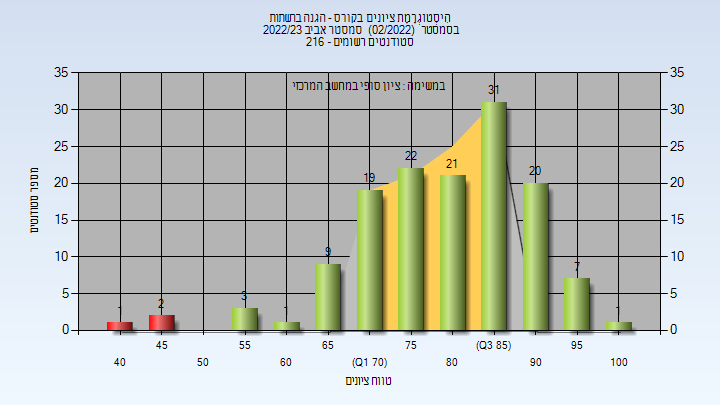 היסטוגרמת ציונים בקורס - הגנה ברשתות
בסמסטר (02/2022) סמסטר אביב 2022/23
סטודנטים רשומים - 216
במשימה : ציון סופי במחשב המרכזי
מספר סטודנטים
35 35
30 30
25 25
20 20
15 15
10 10
5 5
0 0
- 2 3 - 9 19 22 21 31 20 7 -
45 55 65 75 (Q3 85) 95
40 50 60 (Q1 70) 80 90 100
טווח ציונים